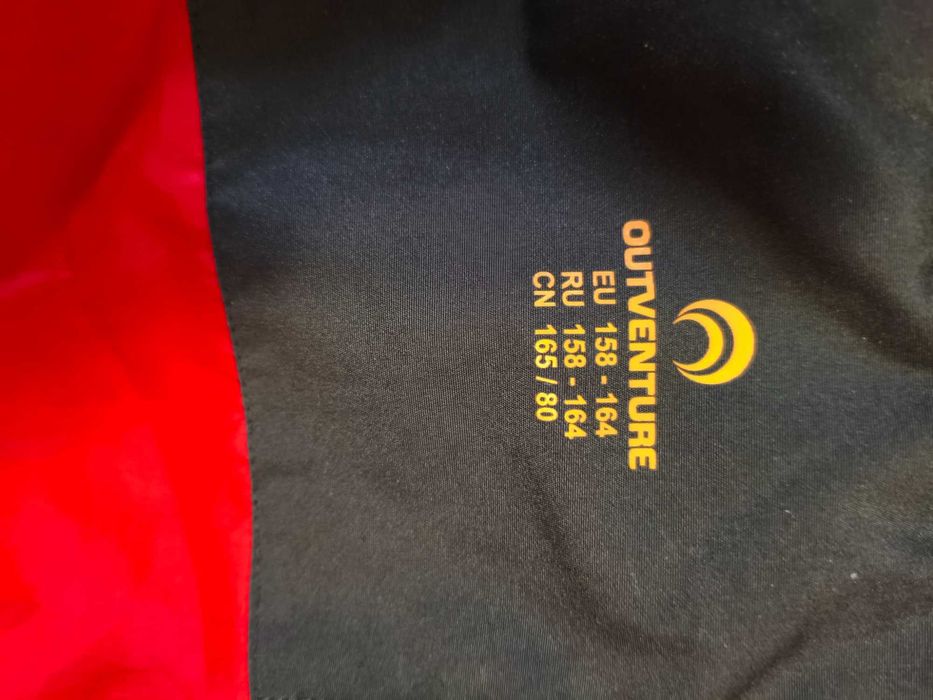 OUTVENTURE
EU 158 - 164
RU 158 - 164
CN 165 / 80